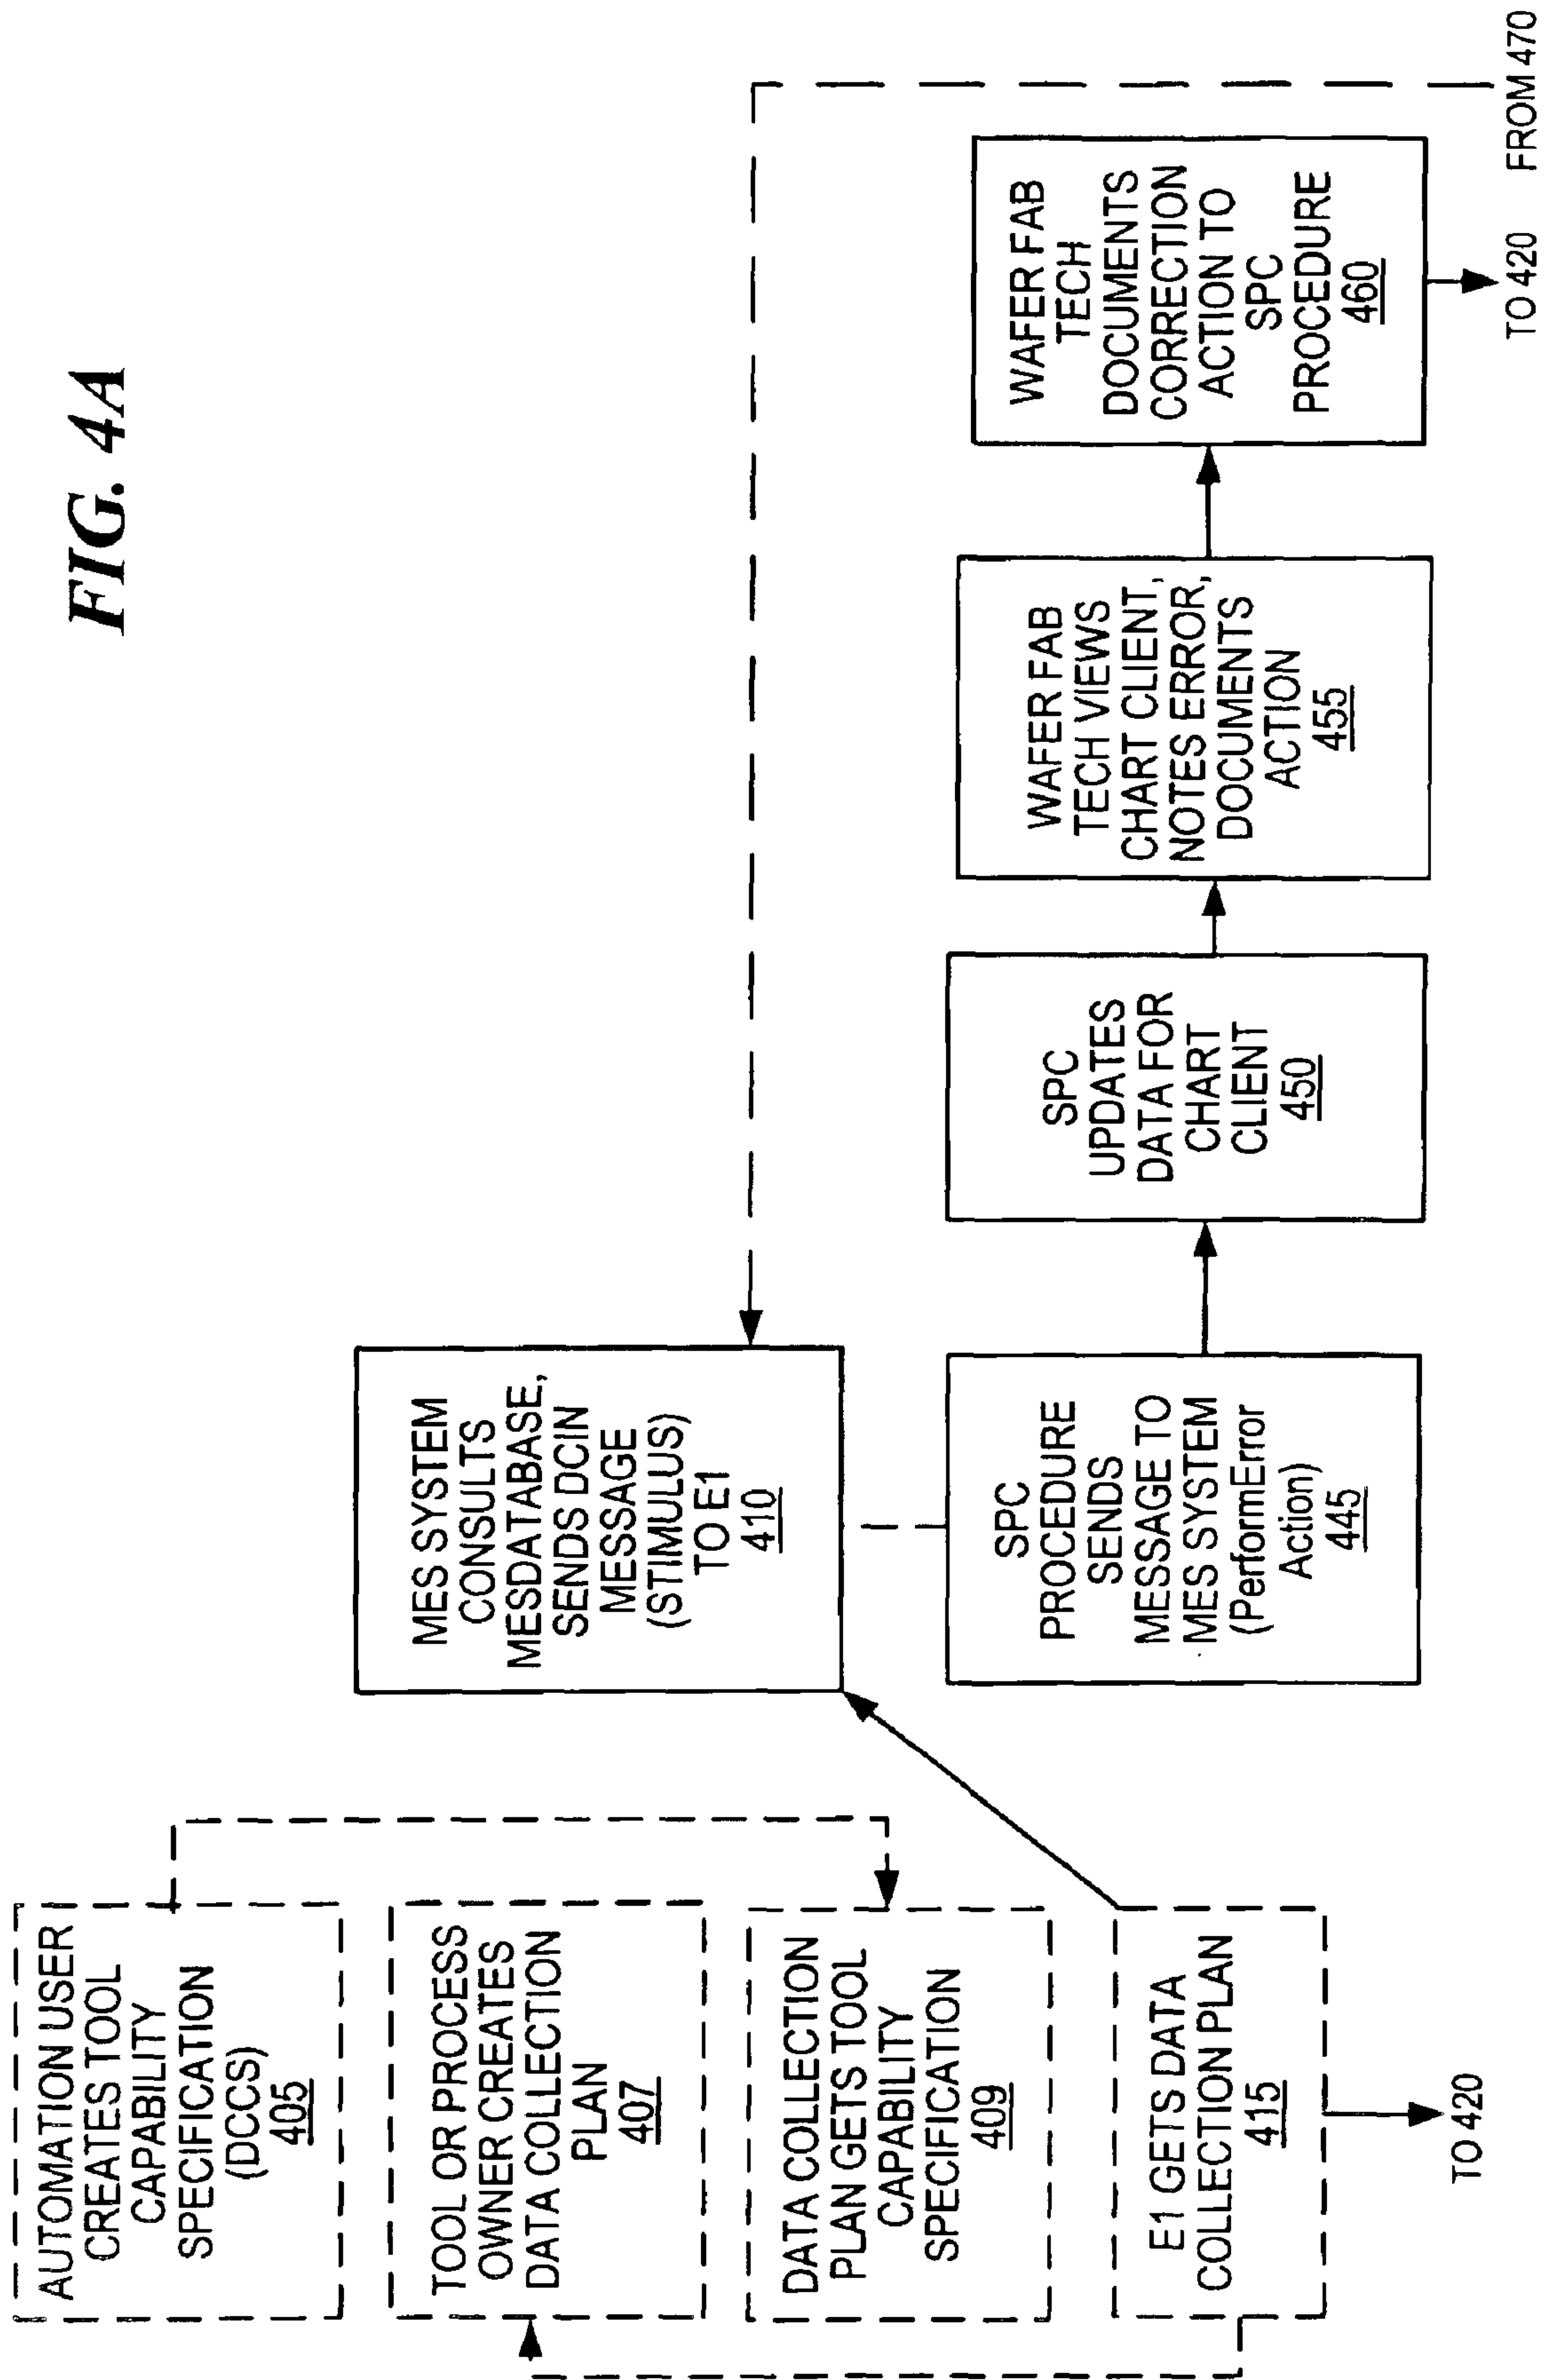 FIG. 4A
AUTOMATION USER
CREATES TOOL
CAPABILITY
SPECIFICATION
(DCCS)
405
TOOL OR PROCESS
OWNER CREATES
DATA COLLECTION
PLAN
407
DATA COLLECTION
PLAN GETS TOOL
CAPABILITY
SPECIFICATION
409
E1 GETS DATA
COLLECTION PLAN
415
TO 420
MES SYSTEM
CONSULTS
MESDATABASE,
SENDS DCIN
MESSAGE
(STIMULUS)
TO E1
410
SPC
PROCEDURE
SENDS
MESSAGE TO
MES SYSTEM
(PerformError
Action)
445
SPC
UPDATES
DATA FOR
CHART
CLIENT
450
WAFER FAB
TECH VIEWS
CHART CLIENT,
NOTES ERROR,
DOCUMENTS
ACTION
455
WAFER FAB
TECH
DOCUMENTS
CORRECTION
ACTION TO
SPC
PROCEDURE
460
TO 420
FROM 470